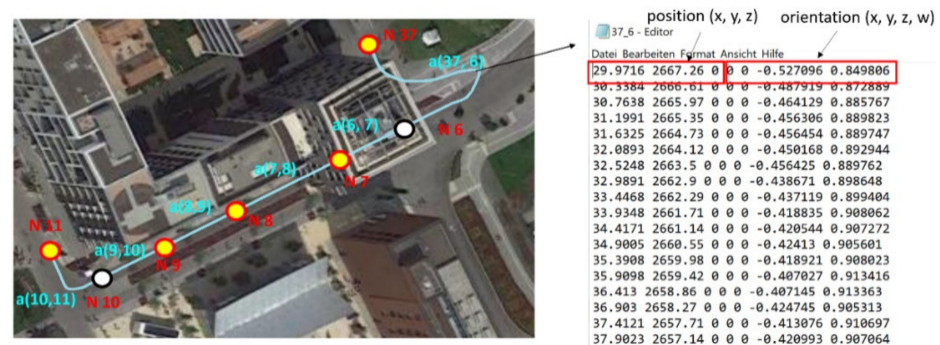 position (x, y, z) orientation (x, y, z, w)
37_6 - Editor
Datei Bearbeiten Format Ansicht Hilfe
29.9716 2667.26 0 0 0 -0.527096 0.849806
30.3384 2666.61 0 0 0 -0.487919 0.872889
30.7638 2665.97 0 0 0 -0.464129 0.885767
31.1991 2665.35 0 0 0 -0.456306 0.889823
31.6325 2664.73 0 0 0 -0.456454 0.889747
32.0893 2664.12 0 0 0 -0.450168 0.892944
32.5248 2663.5 0 0 0 -0.456425 0.889762
32.9891 2662.9 0 0 0 -0.438671 0.898648
33.4468 2662.29 0 0 0 -0.437119 0.899404
33.9348 2661.71 0 0 0 -0.418835 0.908062
34.4171 2661.14 0 0 0 -0.420544 0.907272
34.9005 2660.55 0 0 0 -0.42413 0.905601
35.3908 2659.98 0 0 0 -0.418921 0.908023
35.9098 2659.42 0 0 0 -0.407027 0.913416
36.413 2658.86 0 0 0 -0.407145 0.913363
36.903 2658.27 0 0 0 -0.424745 0.905313
37.4121 2657.71 0 0 0 -0.413076 0.910697
37.9023 2657.14 0 0 0 -0.420993 0.907064
N 37
a(37, 6)
a(6, 7)
N 6
a(7,8)
N 7
a(8,9)
N 8
N 11
a(9,10)
N 9
a(10,11)
N 10